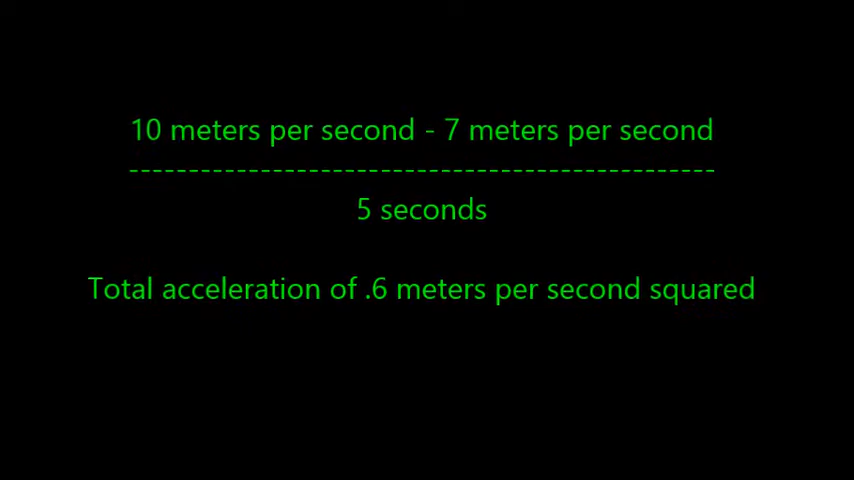 10 meters per second - 7 meters per second
-------------------------------------------------
5 seconds
Total acceleration of .6 meters per second squared